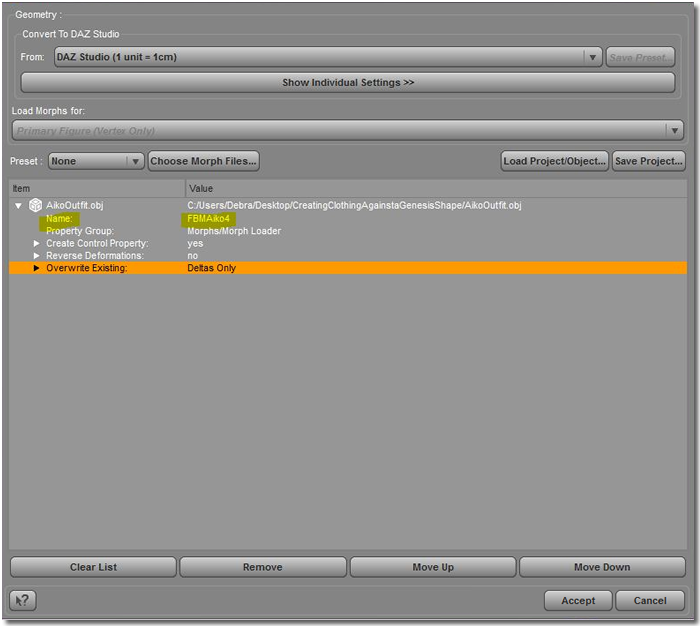 Geometry :
Convert To DAZ Studio
From: DAZ Studio (1 unit = 1cm) Save Preset...
Show Individual Settings >>
Load Morphs for:
Primary Figure (Vertex Only)
Preset : None Choose Morph Files... Load Project/Object... Save Project...
Item Value
AikoOutfit.obj C:/Users/Debra/Desktop/CreatingClothingAgainstaGenesisShape/AikoOutfit.obj
Name: FBMAiko4
Property Group: Morphs/Morph Loader
Create Control Property: yes
Reverse Deformations: no
Overwrite Existing: Deltas Only
Clear List Remove Move Up Move Down
? Accept Cancel